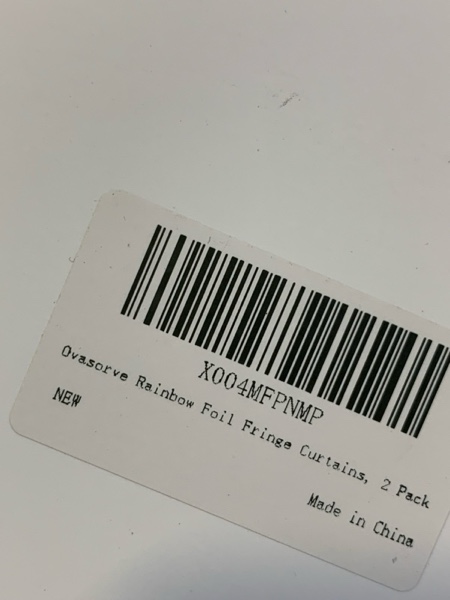 X004MFPNMP
Ovasorve Rainbow Foil Fringe Curtains, 2 Pack
NEW
Made in China